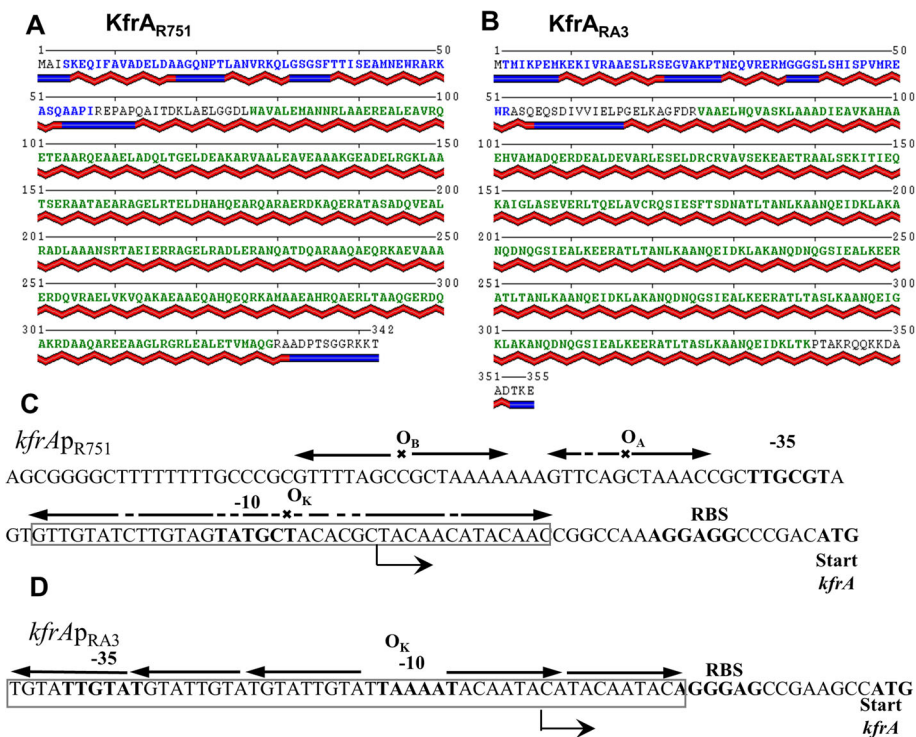 A KfrA R751
1 50
MAISKEQIFAVADELDAAGQNPTLANVRKQLGSGSFTTISEAMNEWRARK
51 100
ASQAAPIREPAPQAITDKLAELGGDLWAVALEMANNRLAAEREALEAVRQ
101 150
ETEAARQEAAELADQLTGELDEAKARVAALEAVEAAAKGEADELRGKLAA
151 200
TSERAATAEARAGELRTELDHAHQEARQARAERDKAQERATASADQVEAL
201 250
RADLAAANSRTAEIERRAGELRADLERANQATDQARAAQAEQRKAEVAAA
251 300
ERDQVRAELVKVQAKAEAAEQAHQEQRKAMAAEAHRQAERLTAAQGERDQ
301 342
AKRDAAQAREEAAGLRGRLEALETVMAQGRAADPTSGGRKKT
B KfrA RA3
1 50
MTMIKPEMKEKIVRAAESLRSEGVAKPTNEQVRERMGGGSLSHISPVMRE
51 100
WRASQEQSDIVVIELPGELKAGFDRVAAELNQVASKLAAADIEAVKAHAA
101 150
EHVAMADQERDEALDEVARLESELDRCRVAVSEKEAETRAALSEKITIEQ
151 200
KAIGLASEVERLTQELAVCRQSIESFTSDNATLTANLKAANQEIDKLAKA
201 250
NQDNQGSIEALKEERATLTANLKAANQEIDKLAKANQDNQGSIEALKEER
251 300
ATLTANLKAANQEIDKLAKANQDNQGSIEALKEERATLTASLKAANQEIG
301 350
KLAKANQDNQGSIEALKEERATLTASLKAANQEIDKLTKPTAKRQQKKDA
351 355
ADTKE
C
kfrAp R751 OB OA -35
AGCGGGGCTTTTTTTTGCCCGCGTTTTAGCCGCTAAAAAAAGTTCAGCTAAACCGCTTGCGTA
-10 OK RBS
GTGTTGTATCTTGTAGTATGCTACACGCTACAACATACAACCGGCCAAAGGAGGCCCGACATG
Start
kfrA
D
kfrAp RA3 OK
-35 -10 RBS
TGTATTGTATGTATTGTATGTATTGTATTAAAATACAATACATACAATACAGGGAGCCGAAGCCATG
Start
kfrA